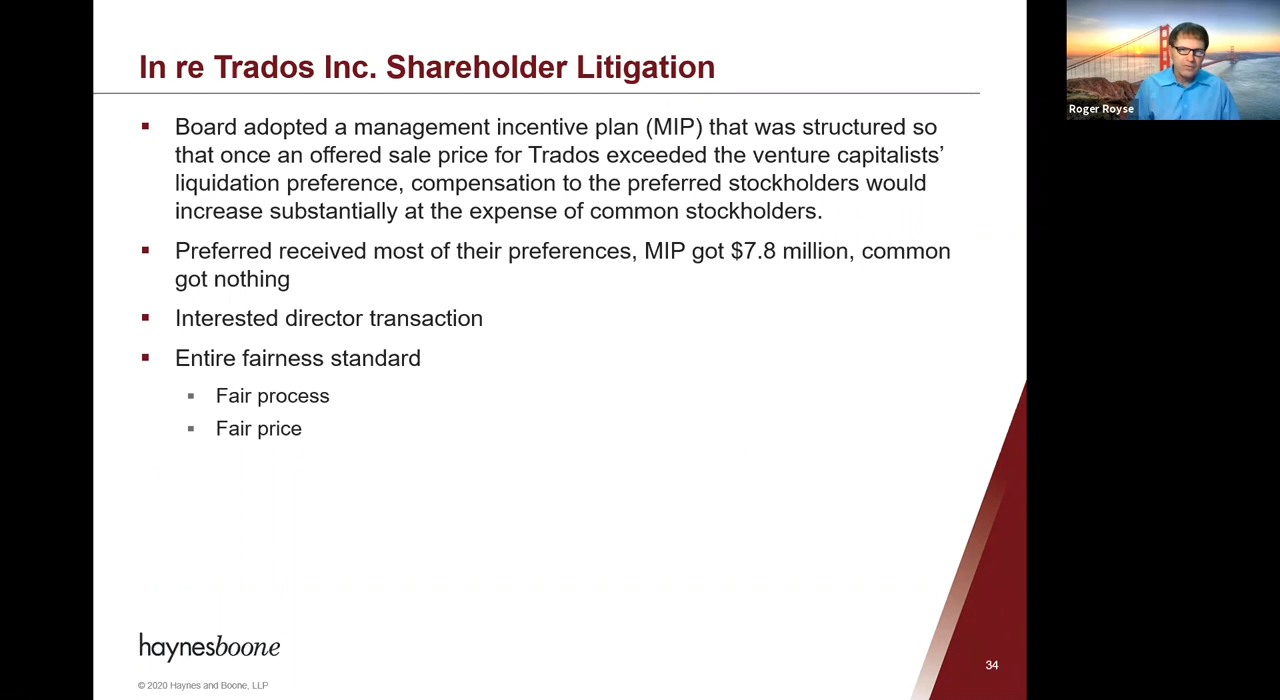 In re Trados Inc. Shareholder Litigation
▪ Board adopted a management incentive plan (MIP) that was structured so
that once an offered sale price for Trados exceeded the venture capitalists’
liquidation preference, compensation to the preferred stockholders would
increase substantially at the expense of common stockholders.
▪ Preferred received most of their preferences, MIP got $7.8 million, common
got nothing
▪ Interested director transaction
▪ Entire fairness standard
▪ Fair process
▪ Fair price
haynesboone
© 2020 Haynes and Boone, LLP
34
Roger Royse